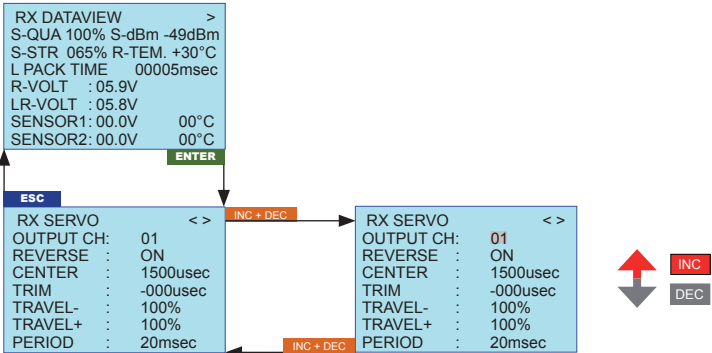 RX DATAVIEW >
S-QUA 100% S-dBm -49dBm
S-STR 065% R-TEM. +30°C
L PACK TIME 00005msec
R-VOLT : 05.9V
LR-VOLT : 05.8V
SENSOR1: 00.0V 00°C
SENSOR2: 00.0V 00°C
ENTER
ESC
RX SERVO < >
OUTPUT CH: 01
REVERSE : ON
CENTER : 1500usec
TRIM : -000usec
TRAVEL- : 100%
TRAVEL+ : 100%
PERIOD : 20msec
INC + DEC
RX SERVO < >
OUTPUT CH: 01
REVERSE : ON
CENTER : 1500usec
TRIM : -000usec
TRAVEL- : 100%
TRAVEL+ : 100%
PERIOD : 20msec
INC + DEC
INC
DEC